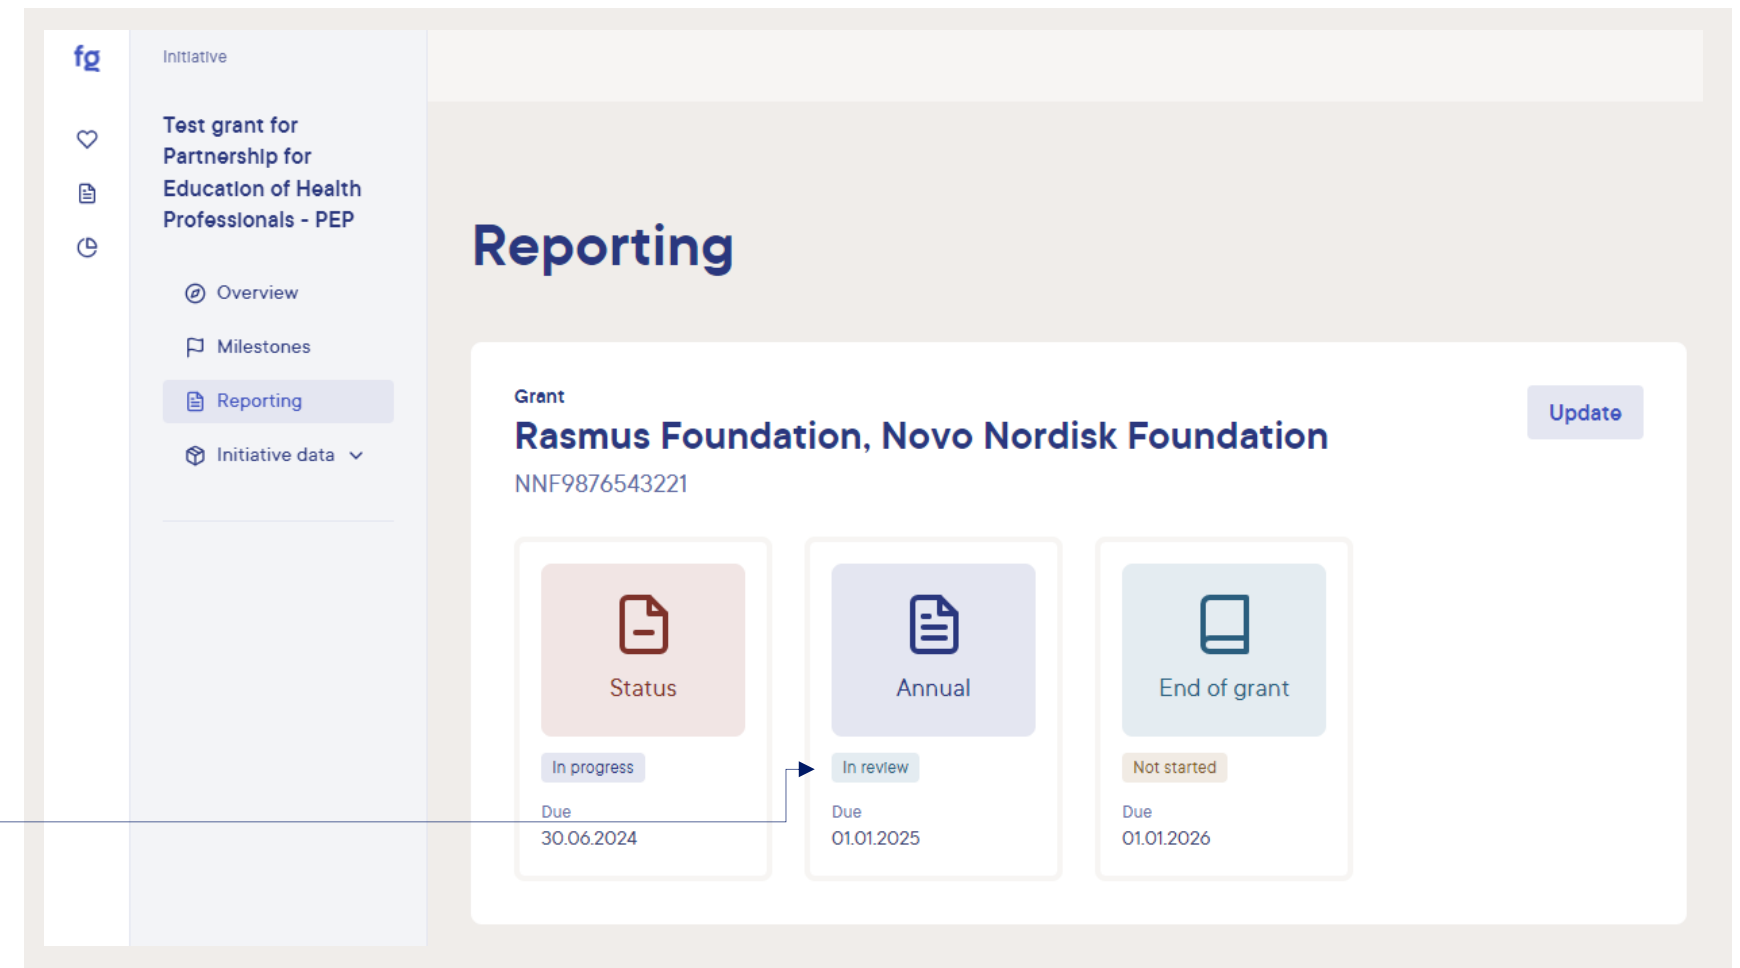 fg
Initiative
Test grant for
Partnership for
Education of Health
Professionals - PEP
Overview
Milestones
Reporting
Initiative data
Reporting
Grant
Rasmus Foundation, Novo Nordisk Foundation
NNF9876543221
Update
Status
In progress
Due
30.06.2024
Annual
In review
Due
01.01.2025
End of grant
Not started
Due
01.01.2026